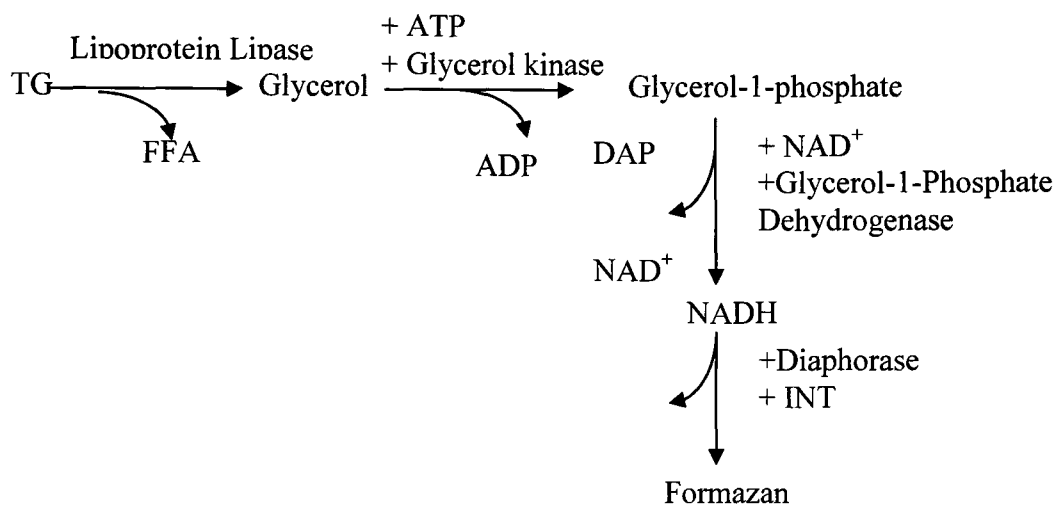 + ATP
Lipoprotein Lipase
+ Glycerol kinase
TG
Glycerol
Glycerol-1-phosphate
FFA
ADP
DAP
+ NAD⁺
+Glycerol-1-Phosphate
Dehydrogenase
NAD⁺
NADH
+Diaphorase
+ INT
Formazan